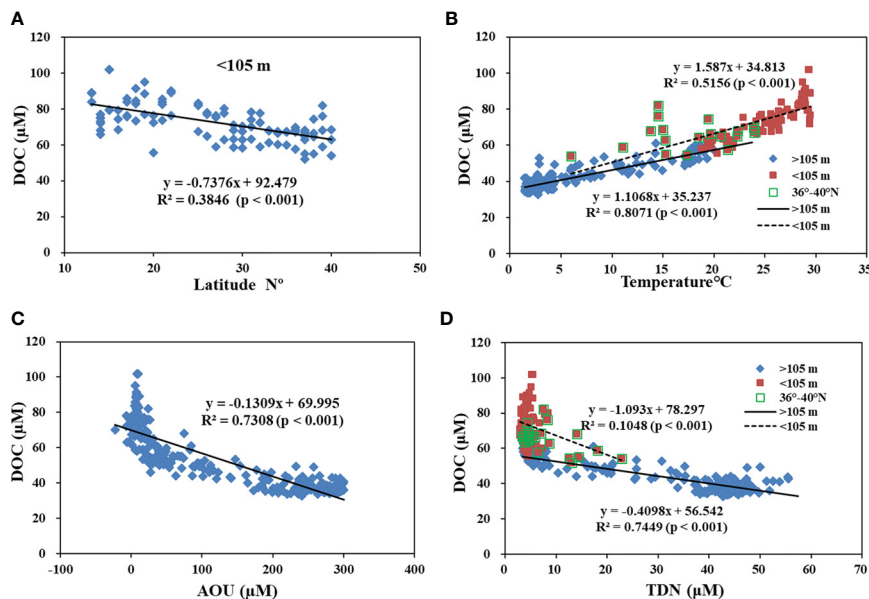 A
120
100
80
60
40
20
0
DOC (µM)
<105 m
y = -0.7376x + 92.479
R² = 0.3846 (p < .001)
10 20 30 40 50
Latitude Nº
B
120
100
80
60
40
20
0
DOC (µM)
y = 1.587x + 34.813
R² = 0.5156 (p < .001)
y = 1.1068x + 35.237
R² = 0.8071 (p < .001)
>105 m
<105 m
36°-40°N
>105 m
<105 m
0 5 10 15 20 25 30 35
Temperature°C
C
120
100
80
60
40
20
0
DOC (µM)
y = -0.1309x + 69.995
R² = 0.7308 (p < .001)
-100 0 100 200 300 400
AOU (µM)
D
120
100
80
60
40
20
0
DOC (µM)
>105 m
<105 m
36°-40°N
>105 m
<105 m
y = -1.093x + 78.297
R² = 0.1048 (p < .001)
y = -0.4098x + 56.542
R² = 0.7449 (p < .001)
0 10 20 30 40 50 60 70
TDN (µM)